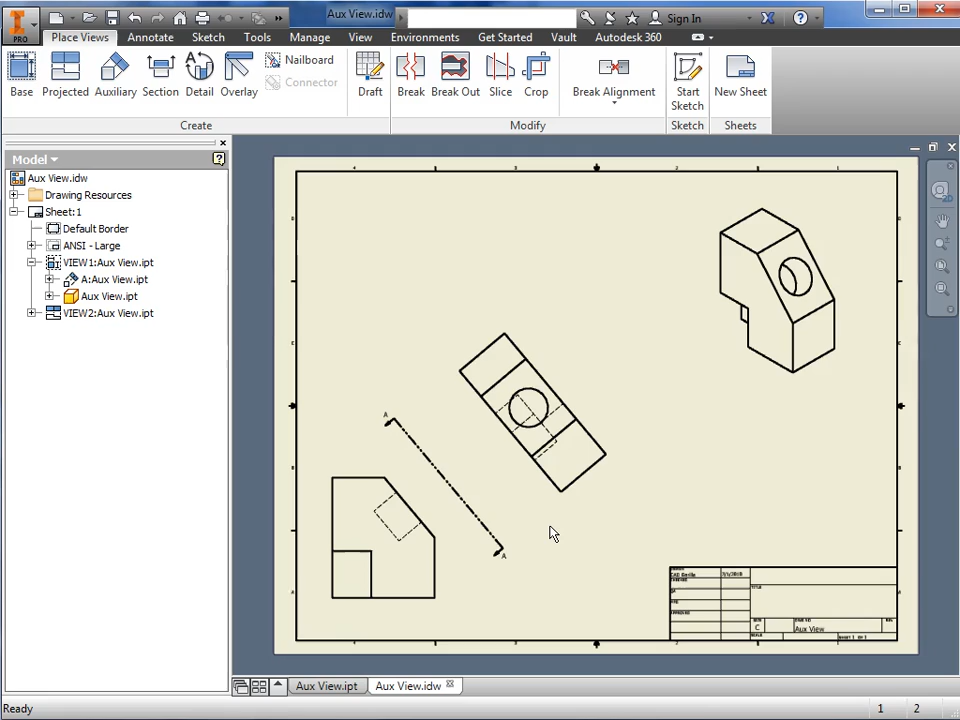 Aux View.idw
Sign In
PRO
Place Views Annotate Sketch Tools Manage View Environments Get Started Vault Autodesk 360
Nailboard
Connector
Base Projected Auxiliary Section Detail Overlay Draft Break Break Out Slice Crop Break Alignment Start Sketch New Sheet
Create Modify Sketch Sheets
Model
Aux View.idw
Drawing Resources
Sheet:1
Default Border
ANSI - Large
VIEW1:Aux View.ipt
A:Aux View.ipt
Aux View.ipt
VIEW2:Aux View.ipt
2D
A
A
TITLE
C
Aux View
Aux View.ipt Aux View.idw
Ready 1 2